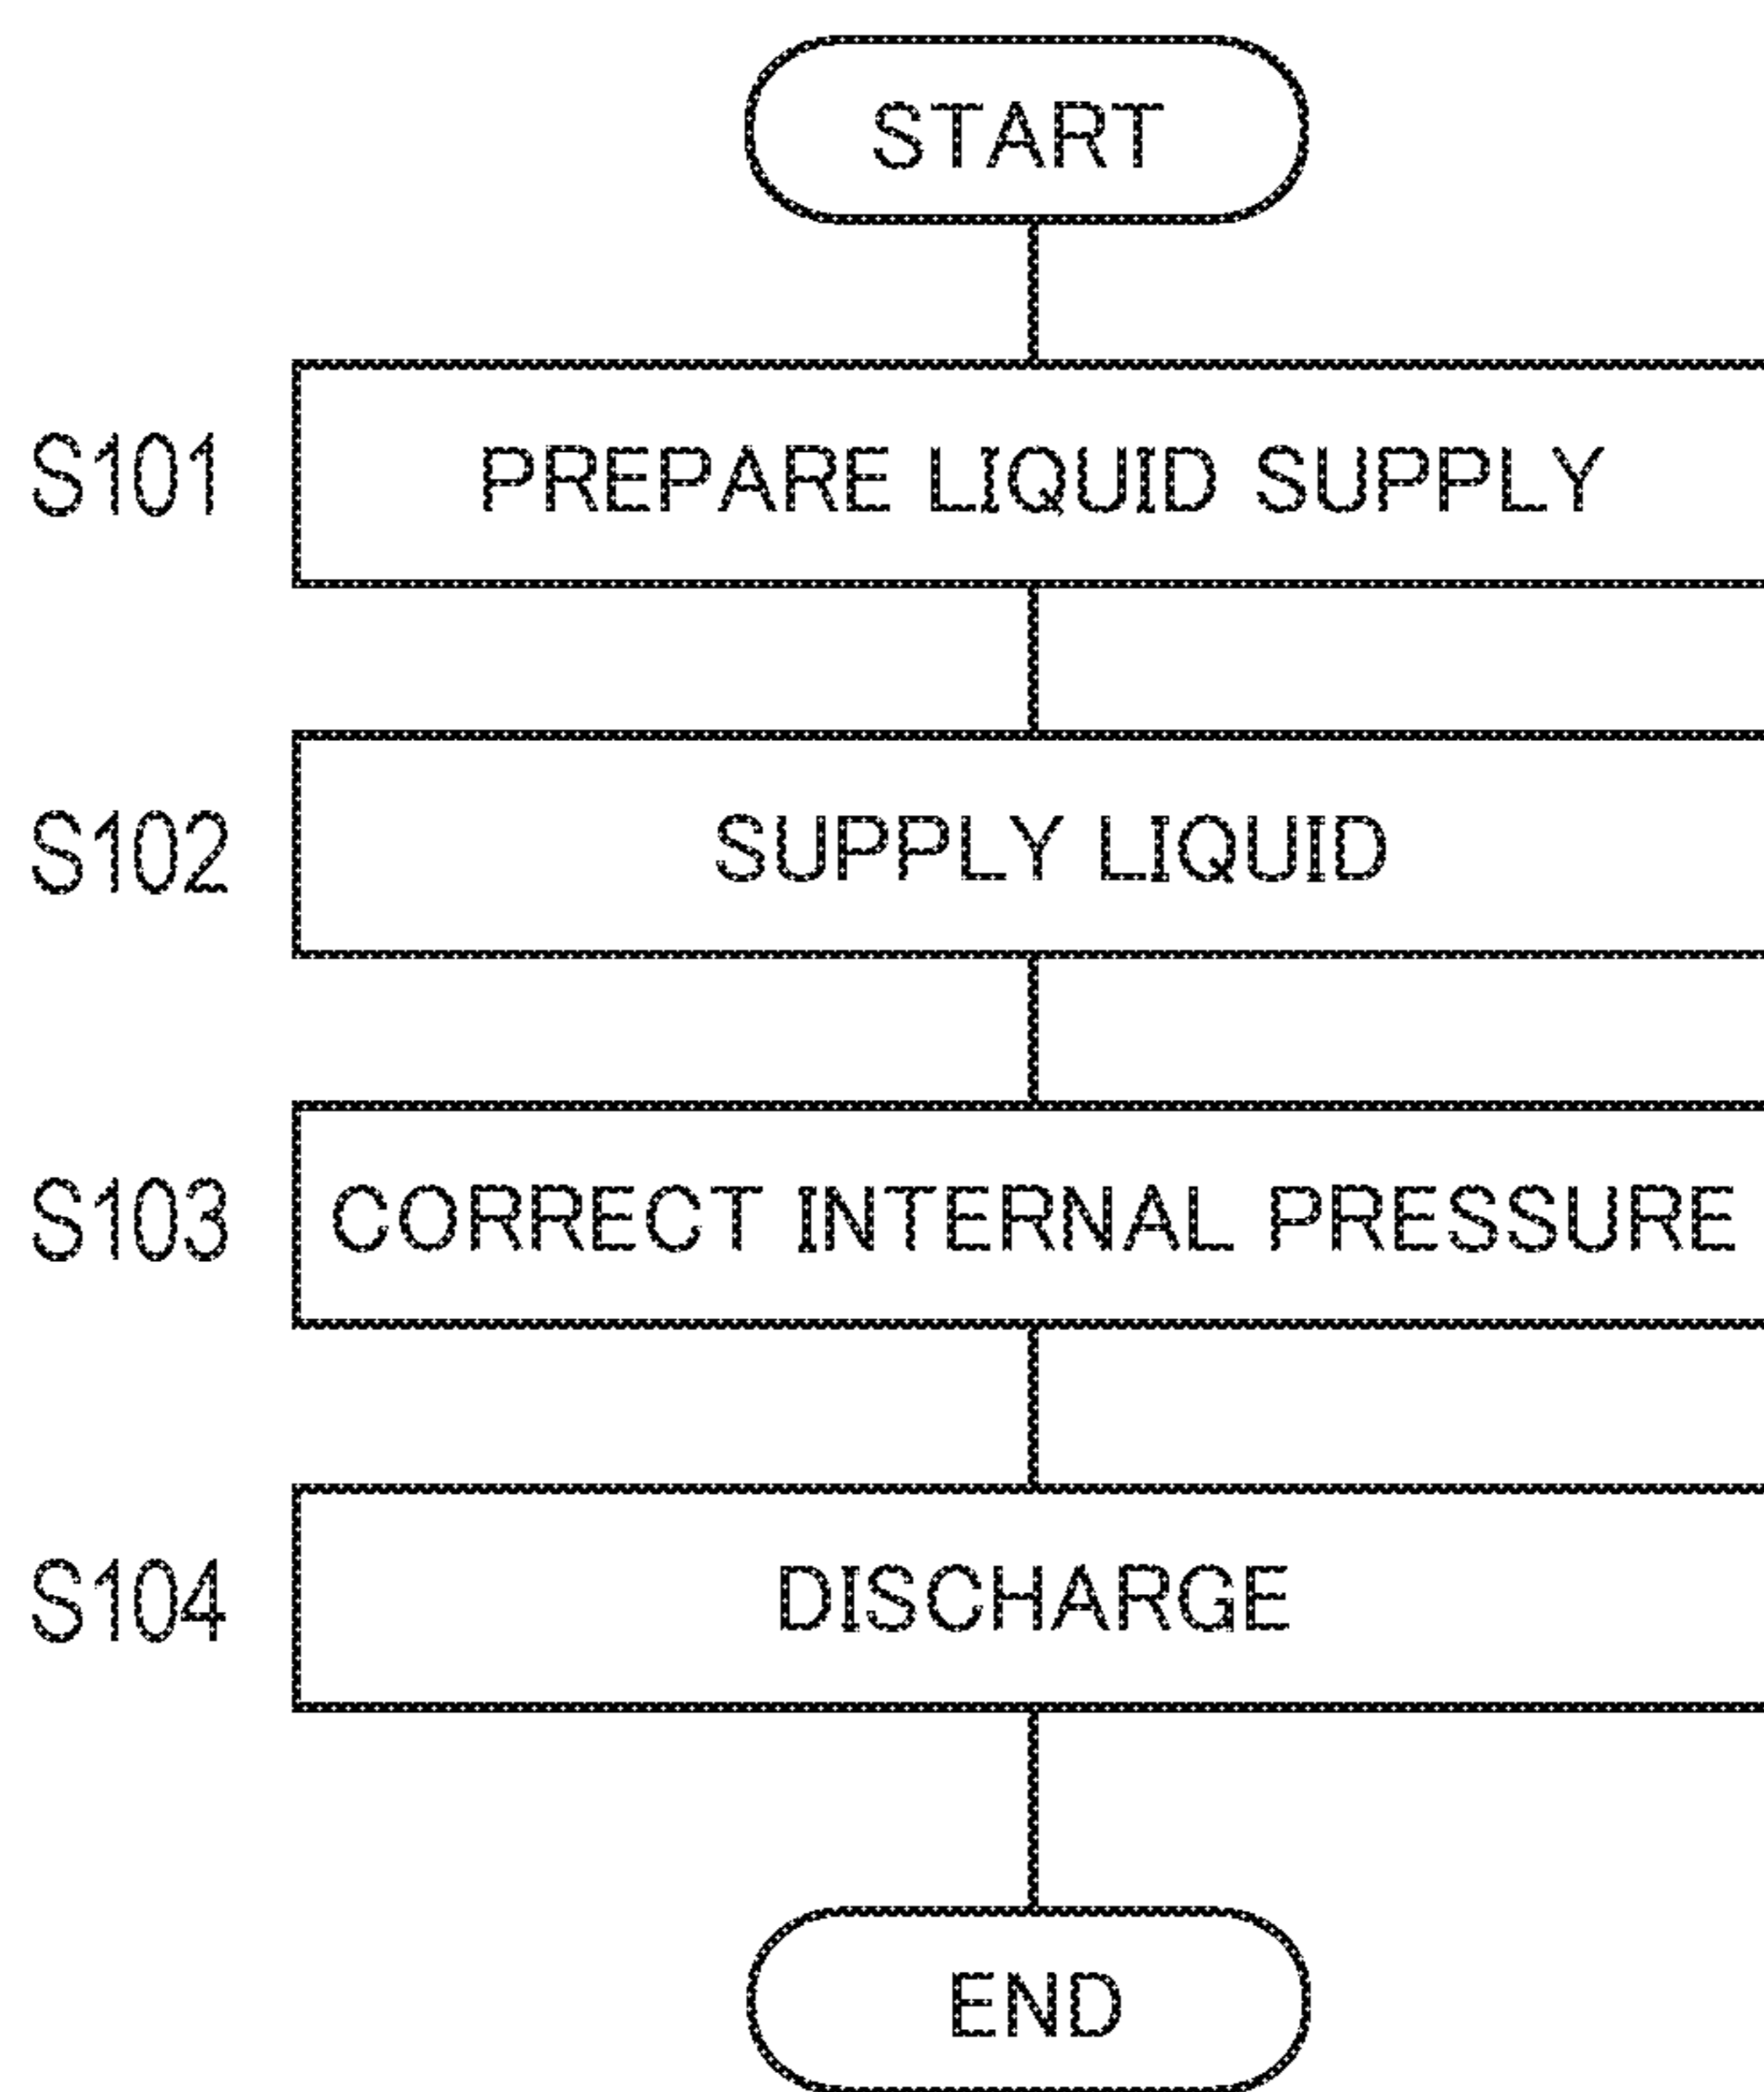 START
S101 PREPARE LIQUID SUPPLY
S102 SUPPLY LIQUID
S103 CORRECT INTERNAL PRESSURE
S104 DISCHARGE
END